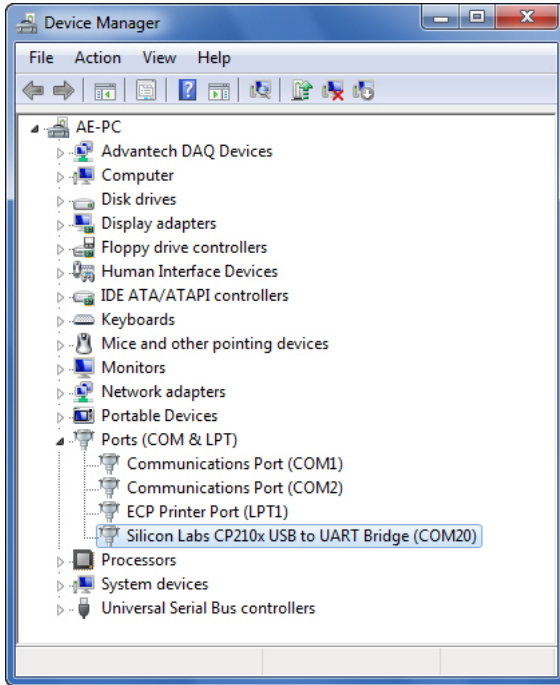 Device Manager
File Action View Help
AE-PC
Advantech DAQ Devices
Computer
Disk drives
Display adapters
Floppy drive controllers
Human Interface Devices
IDE ATA/ATAPI controllers
Keyboards
Mice and other pointing devices
Monitors
Network adapters
Portable Devices
Ports (COM & LPT)
Communications Port (COM1)
Communications Port (COM2)
ECP Printer Port (LPT1)
Silicon Labs CP210x USB to UART Bridge (COM20)
Processors
System devices
Universal Serial Bus controllers